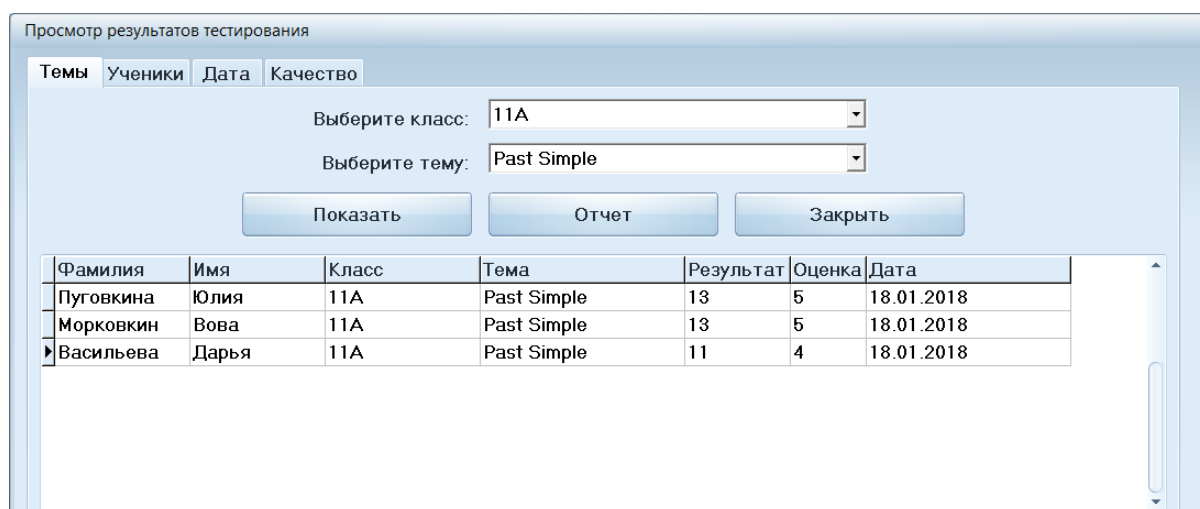 Просмотр результатов тестирования
Темы Ученики Дата Качество
Выберите класс: 11А
Выберите тему: Past Simple
Показать Отчет Закрыть
Фамилия Имя Класс Тема Результат Оценка Дата
Пуговкина Юлия 11А Past Simple 13 5 18.01.2018
Морковкин Вова 11А Past Simple 13 5 18.01.2018
Васильева Дарья 11А Past Simple 11 4 18.01.2018